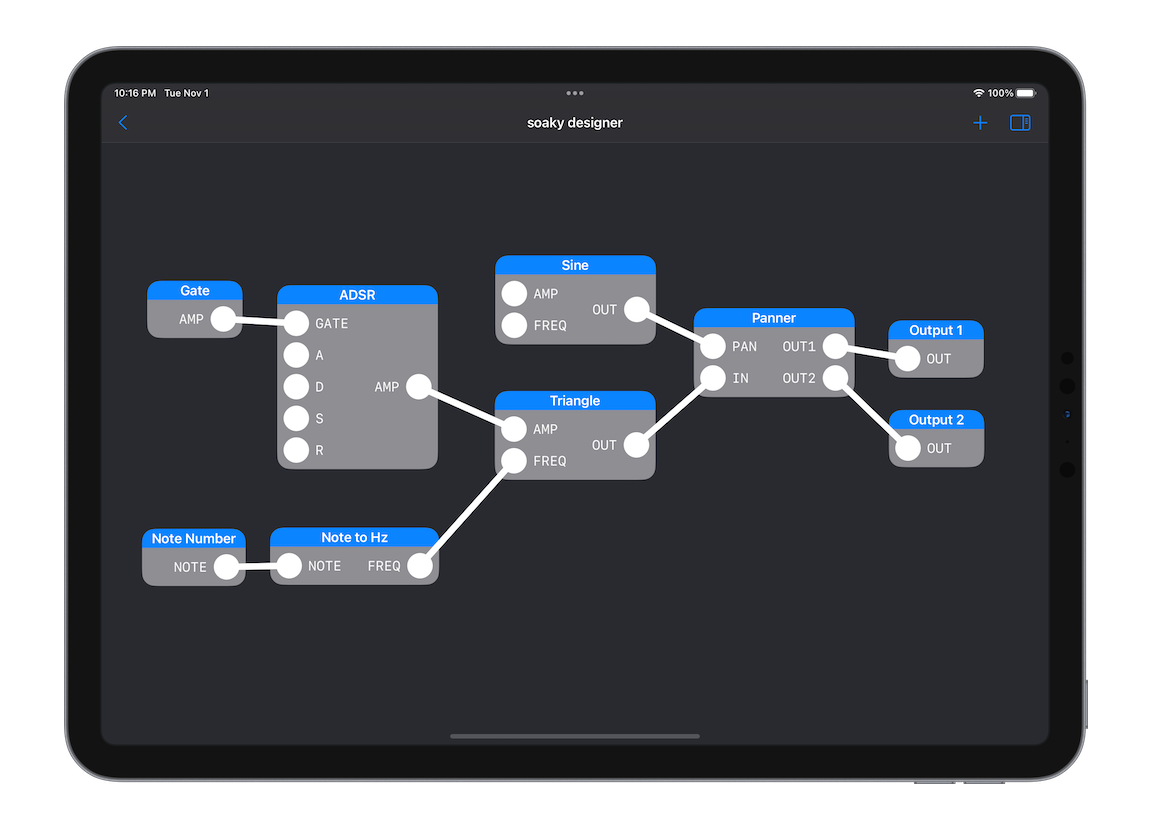 10:16 PM Tue Nov 1
100%
soaky designer
Gate
AMP
ADSR
GATE
A
D
AMP
S
R
Sine
AMP
OUT
FREQ
Triangle
AMP
OUT
FREQ
Panner
PAN OUT1
IN OUT2
Output 1
OUT
Output 2
OUT
Note Number
NOTE
Note to Hz
NOTE FREQ